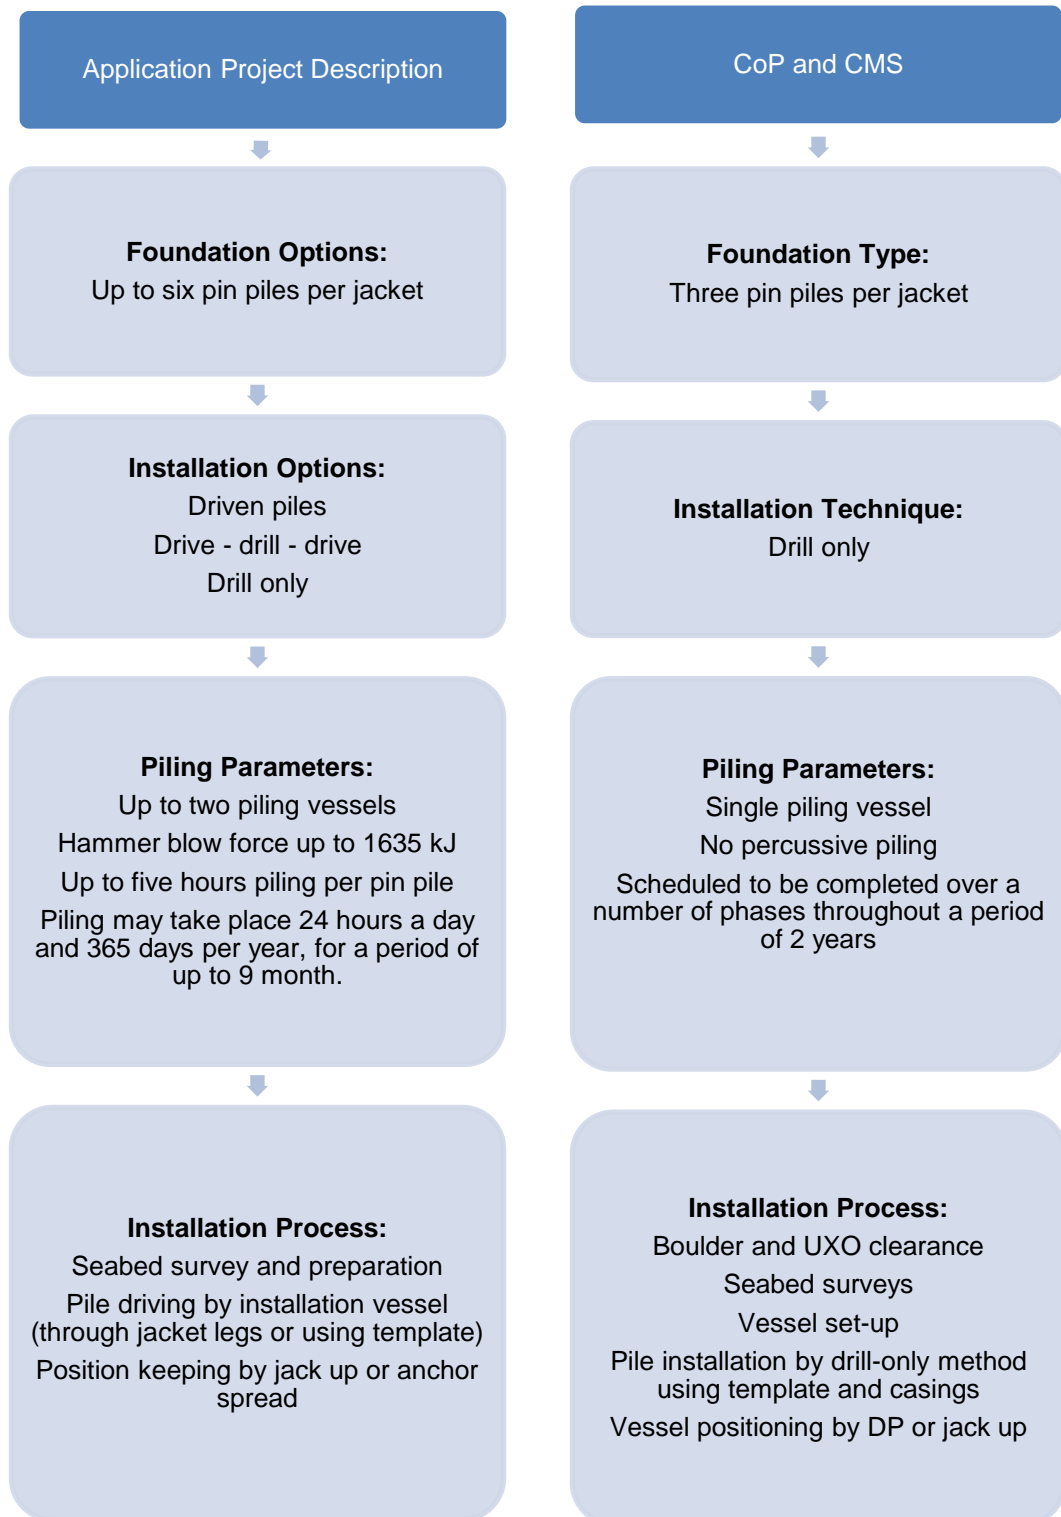 Application Project Description
Foundation Options:
Up to six pin piles per jacket
Installation Options:
Driven piles
Drive - drill - drive
Drill only
Piling Parameters:
Up to two piling vessels
Hammer blow force up to 1635 kJ
Up to five hours piling per pin pile
Piling may take place 24 hours a day
and 365 days per year, for a period of
up to 9 month.
Installation Process:
Seabed survey and preparation
Pile driving by installation vessel
(through jacket legs or using template)
Position keeping by jack up or anchor
spread
CoP and CMS
Foundation Type:
Three pin piles per jacket
Installation Technique:
Drill only
Piling Parameters:
Single piling vessel
No percussive piling
Scheduled to be completed over a
number of phases throughout a period
of 2 years
Installation Process:
Boulder and UXO clearance
Seabed surveys
Vessel set-up
Pile installation by drill-only method
using template and casings
Vessel positioning by DP or jack up